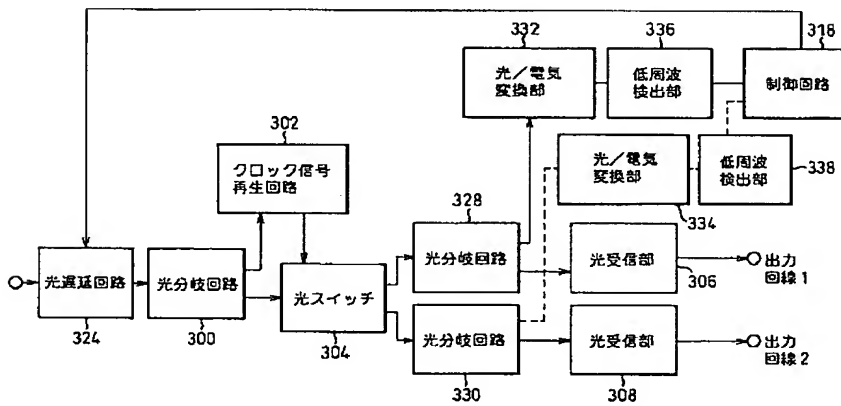 332
336
318
光/電気
変換部
低周波
検出部
制御回路
302
クロック信号
再生回路
光/電気
変換部
低周波
検出部
338
328
334
光遅延回路
光分岐回路
光スイッチ
光分岐回路
光受信部
出力
回線1
306
324
300
304
光分岐回路
光受信部
出力
回線2
330
308